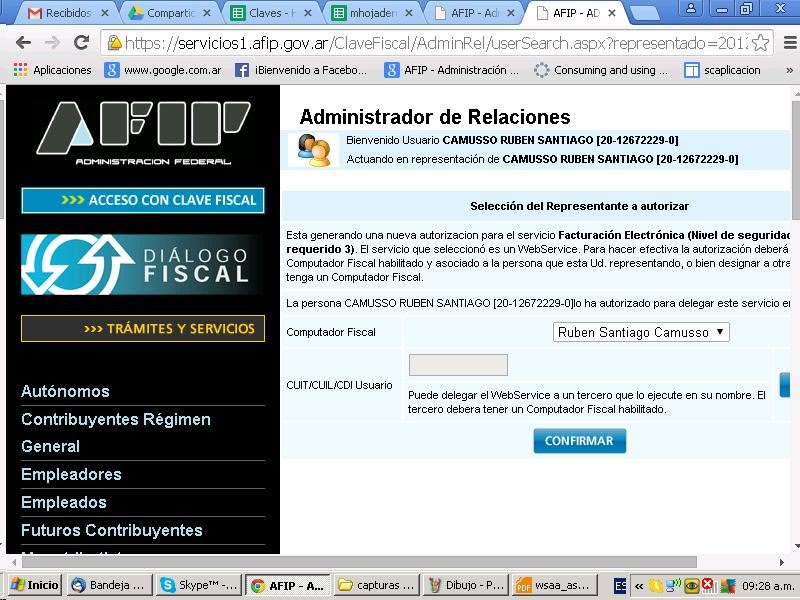 Recibidos
Compartic
Claves - H
mhojader
AFIP - Adr
AFIP - AD
https://servicios1.afip.gov.ar/ClaveFiscal/AdminRel/userSearch.aspx?representado=201
Aplicaciones
www.google.com.ar
iBienvenido a Facebo...
AFIP - Administración ...
Consuming and using ...
scaplicacion
»
AFIP
ADMINISTRACION FEDERAL
>>> ACCESO CON CLAVE FISCAL
DIÁLOGO
FISCAL
>>> TRÁMITES Y SERVICIOS
Autónomos
Contribuyentes Régimen
General
Empleadores
Empleados
Futuros Contribuyentes
Administrador de Relaciones
Bienvenido Usuario CAMUSSO RUBEN SANTIAGO [20-12672229-0]
Actuando en representación de CAMUSSO RUBEN SANTIAGO [20-12672229-0]
Selección del Representante a autorizar
Esta generando una nueva autorizacion para el servicio Facturación Electrónica (Nivel de seguridad
requerido 3). El servicio que seleccionó es un WebService. Para hacer efectiva la autorización deberá
Computador Fiscal habilitado y asociado a la persona que esta Ud. representando, o bien designar a otra
tenga un Computador Fiscal.
La persona CAMUSSO RUBEN SANTIAGO [20-12672229-0]lo ha autorizado para delegar este servicio en
Computador Fiscal
Ruben Santiago Camusso
CUIT/CUIL/CDI Usuario
Puede delegar el WebService a un tercero que lo ejecute en su nombre. El
tercero debera tener un Computador Fiscal habilitado.
CONFIRMAR
Inicio
Bandeja ...
Skype™ -...
AFIP - A...
capturas ...
Dibujo - P...
wsaa_as...
ES
«
09:28 a.m.